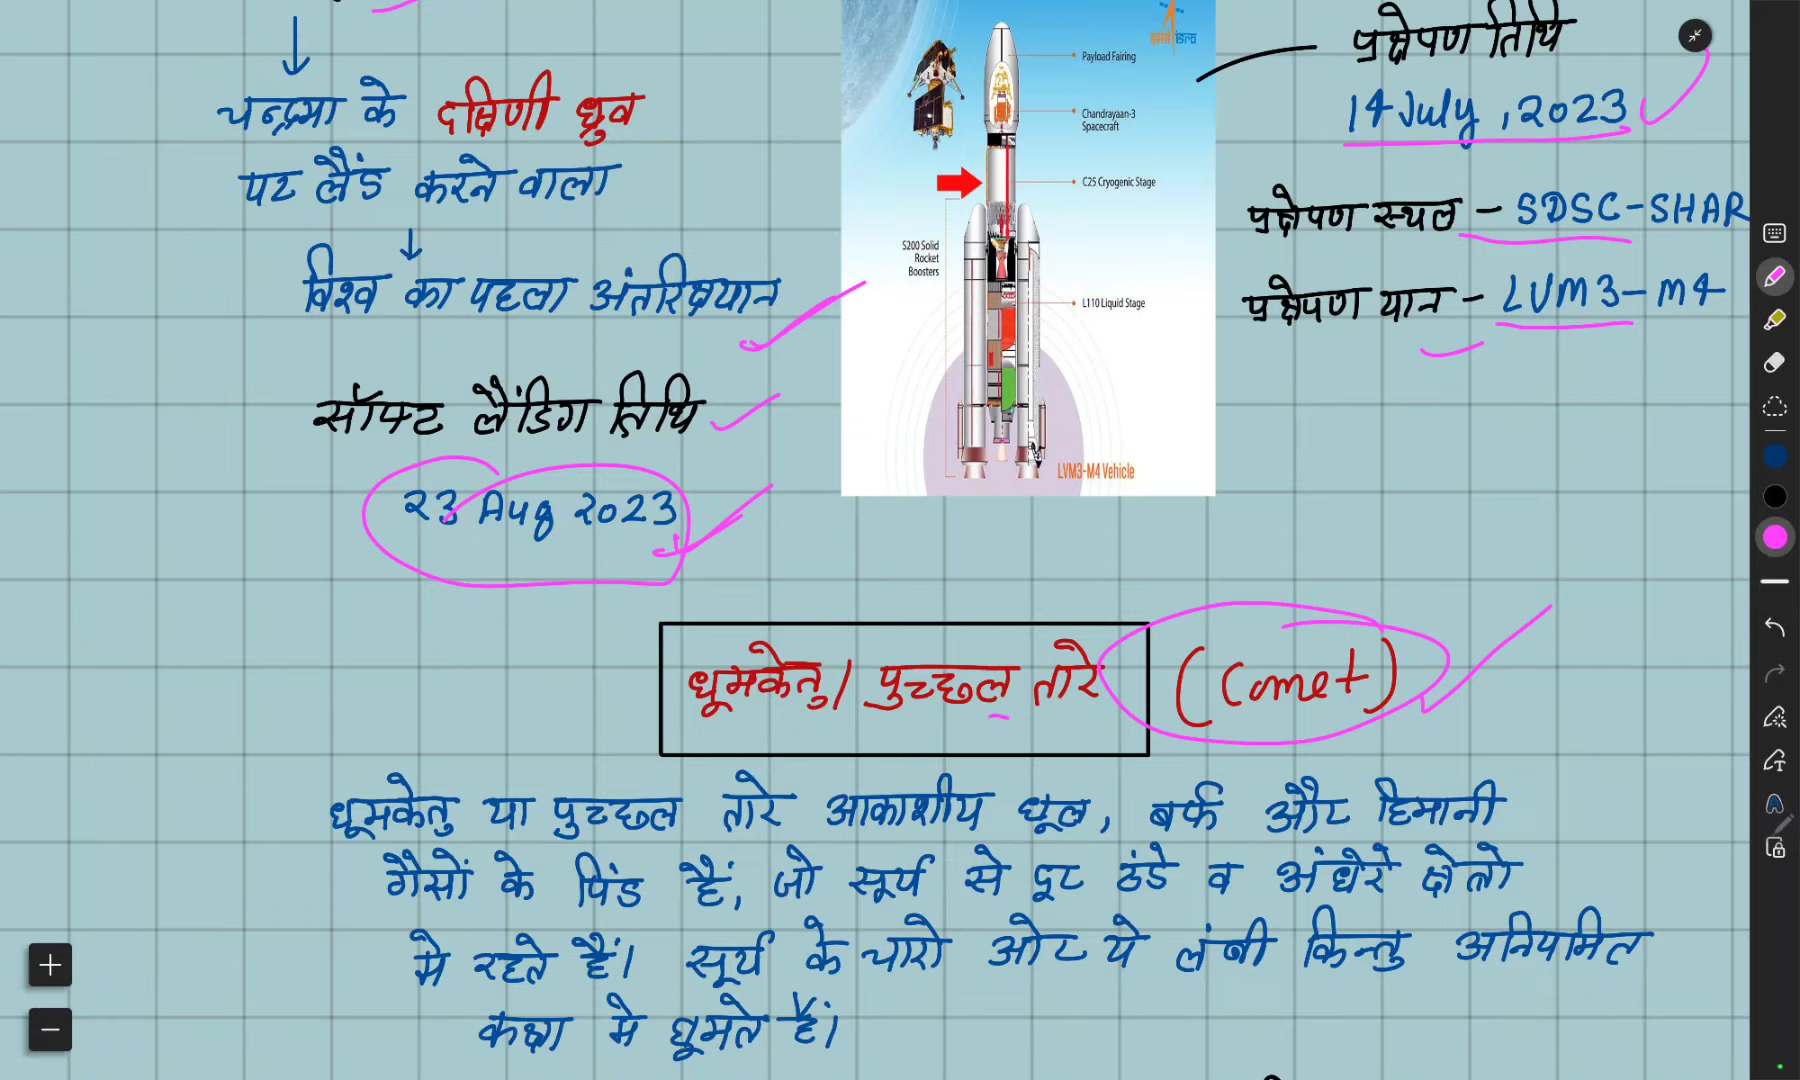 चन्द्रमा के दक्षिणी ध्रुव
पर लैंड करने वाला
विश्व का पहला अंतरिक्षयान
सॉफ्ट लैंडिंग तिथि
23 Aug 2023
isro
Payload Fairing
Chandrayaan-3
Spacecraft
C25 Cryogenic Stage
S200 Solid
Rocket
Boosters
L110 Liquid Stage
LVM3-M4 Vehicle
प्रक्षेपण तिथि
14 July, 2023
प्रक्षेपण स्थल - SDSC-SHAR
प्रक्षेपण यान - LVM3-M4
धूमकेतु/ पुच्छल तारे (Comet)
धूमकेतु या पुच्छल तारे आकाशीय धूल, बर्फ और हिमानी
गैसों के पिंड हैं, जो सूर्य से दूर ठंडे व अंधेरे क्षेत्रो
मे रहते हैं। सूर्य के चारो ओर ये लंबी किन्तु अनियमित
कक्षा मे घूमते हैं।